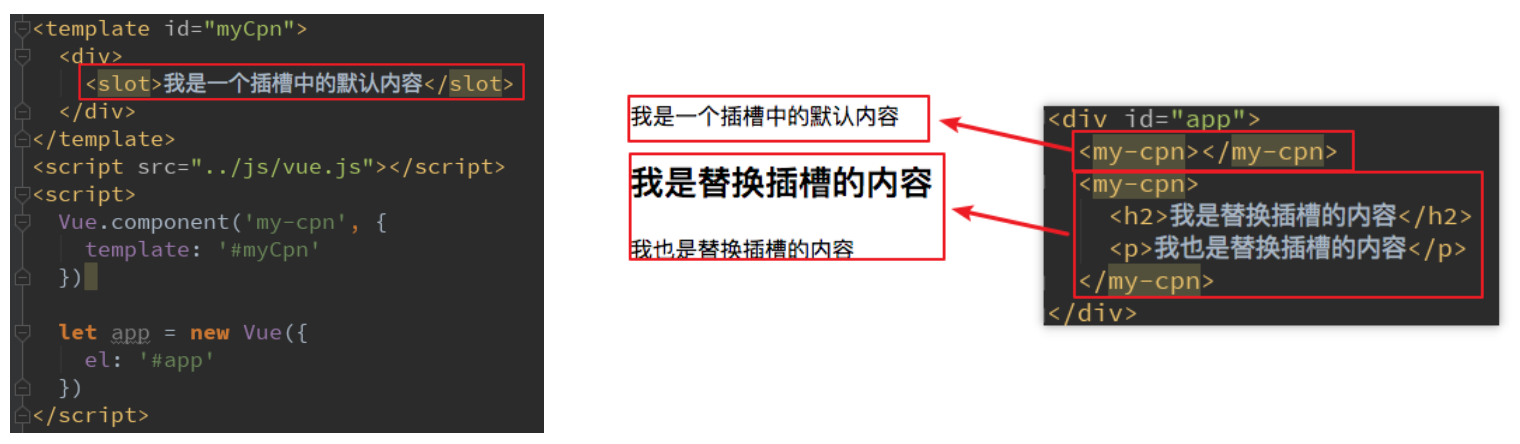 <template id="myCpn">
<div>
<slot>我是一个插槽中的默认内容</slot>
</div>
</template>
<script src="../js/vue.js"></script>
<script>
Vue.component('my-cpn', {
template: '#myCpn'
})
let app = new Vue({
el: '#app'
})
</script>
我是一个插槽中的默认内容
我是替换插槽的内容
我也是替换插槽的内容
<div id="app">
<my-cpn></my-cpn>
<my-cpn>
<h2>我是替换插槽的内容</h2>
<p>我也是替换插槽的内容</p>
</my-cpn>
</div>